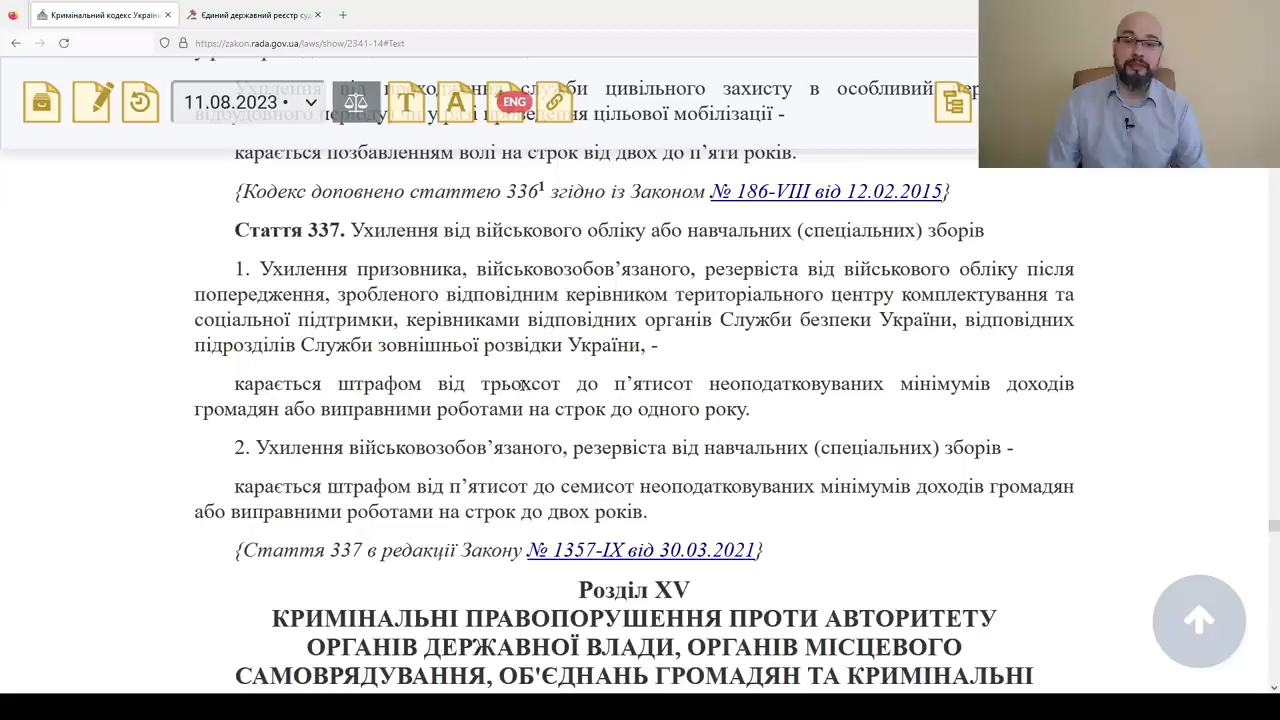 Кримінальний кодекс Україн
Єдиний державний реєстр суд
https://zakon.rada.gov.ua/laws/show/2341-14#Text
Ухилення від проходження служби цивільного захисту в особливий
11.08.2023 •
T
A
ENG
цільової мобілізації -
карається позбавленням волі на строк від двох до п’яти років.
{Кодекс доповнено статтею 336¹ згідно із Законом № 186-VIII від 12.02.2015}
Стаття 337. Ухилення від військового обліку або навчальних (спеціальних) зборів
1. Ухилення призовника, військовозобов’язаного, резервіста від військового обліку після
попередження, зробленого відповідним керівником територіального центру комплектування та
соціальної підтримки, керівниками відповідних органів Служби безпеки України, відповідних
підрозділів Служби зовнішньої розвідки України, -
карається штрафом від трьохсот до п’ятисот неоподатковуваних мінімумів доходів
громадян або виправними роботами на строк до одного року.
2. Ухилення військовозобов’язаного, резервіста від навчальних (спеціальних) зборів -
карається штрафом від п’ятисот до семисот неоподатковуваних мінімумів доходів громадян
або виправними роботами на строк до двох років.
{Стаття 337 в редакції Закону № 1357-IX від 30.03.2021}
Розділ XV
КРИМІНАЛЬНІ ПРАВОПОРУШЕННЯ ПРОТИ АВТОРИТЕТУ
ОРГАНІВ ДЕРЖАВНОЇ ВЛАДИ, ОРГАНІВ МІСЦЕВОГО
САМОВРЯДУВАННЯ, ОБ'ЄДНАНЬ ГРОМАДЯН ТА КРИМІНАЛЬНІ